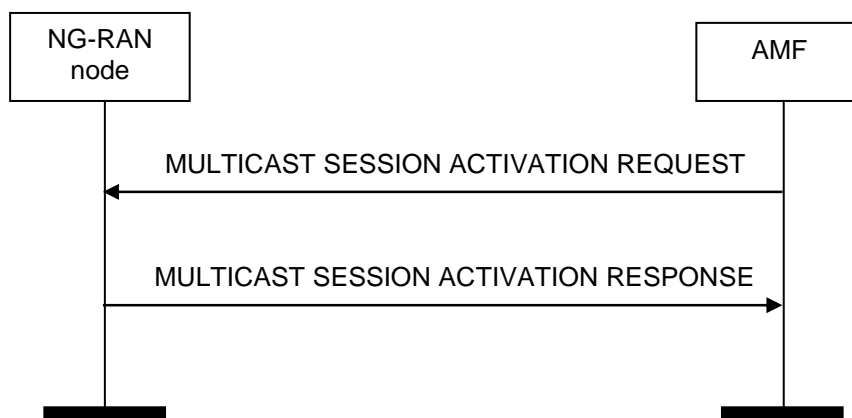 NG-RAN
node
AMF
MULTICAST SESSION ACTIVATION REQUEST
MULTICAST SESSION ACTIVATION RESPONSE